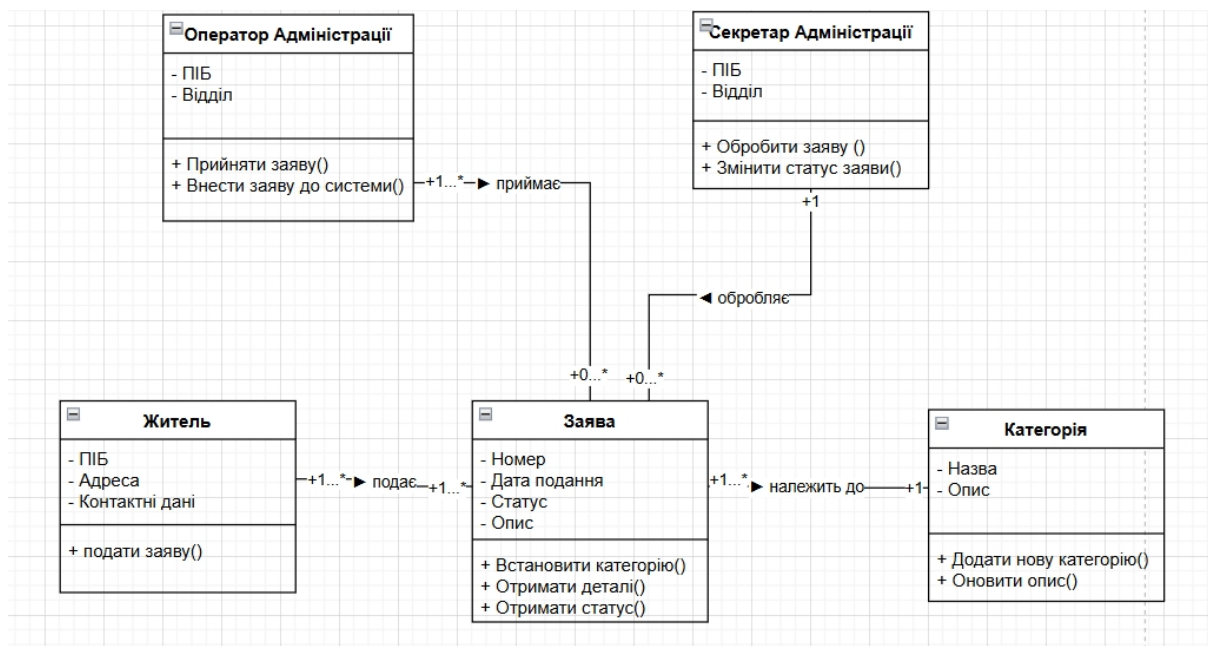 Оператор Адміністрації
- ПІБ
- Відділ
+ Прийняти заяву()
+ Внести заяву до системи()
Секретар Адміністрації
- ПІБ
- Відділ
+ Обробити заяву ()
+ Змінити статус заяви()
+1...* ► приймає
+1
◄ обробляє
+0...*
+0...*
Житель
- ПІБ
- Адреса
- Контактні дані
+ подати заяву()
+1...* ► подає +1...*
Заява
- Номер
- Дата подання
- Статус
- Опис
+ Встановити категорію()
+ Отримати деталі()
+ Отримати статус()
+1...* ► належить до +1
Категорія
- Назва
- Опис
+ Додати нову категорію()
+ Оновити опис()